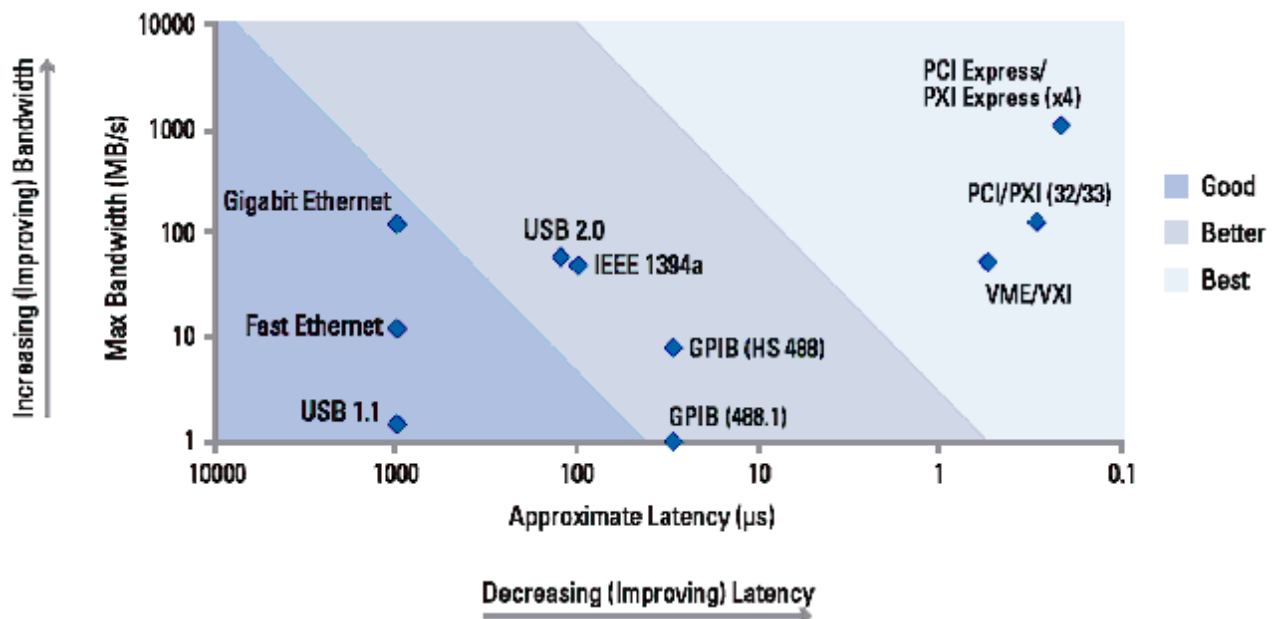 Increasing (Improving) Bandwidth
Max Bandwidth (MB/s)
10000
1000
100
10
1
PCI Express/
PXI Express (x4)
Gigabit Ethernet
PCI/PXI (32/33)
USB 2.0
IEEE 1394a
VME/VXI
Fast Ethernet
GPIB (HS 488)
USB 1.1
GPIB (488.1)
Good
Better
Best
10000 1000 100 10 1 0.1
Approximate Latency (µs)
Decreasing (Improving) Latency